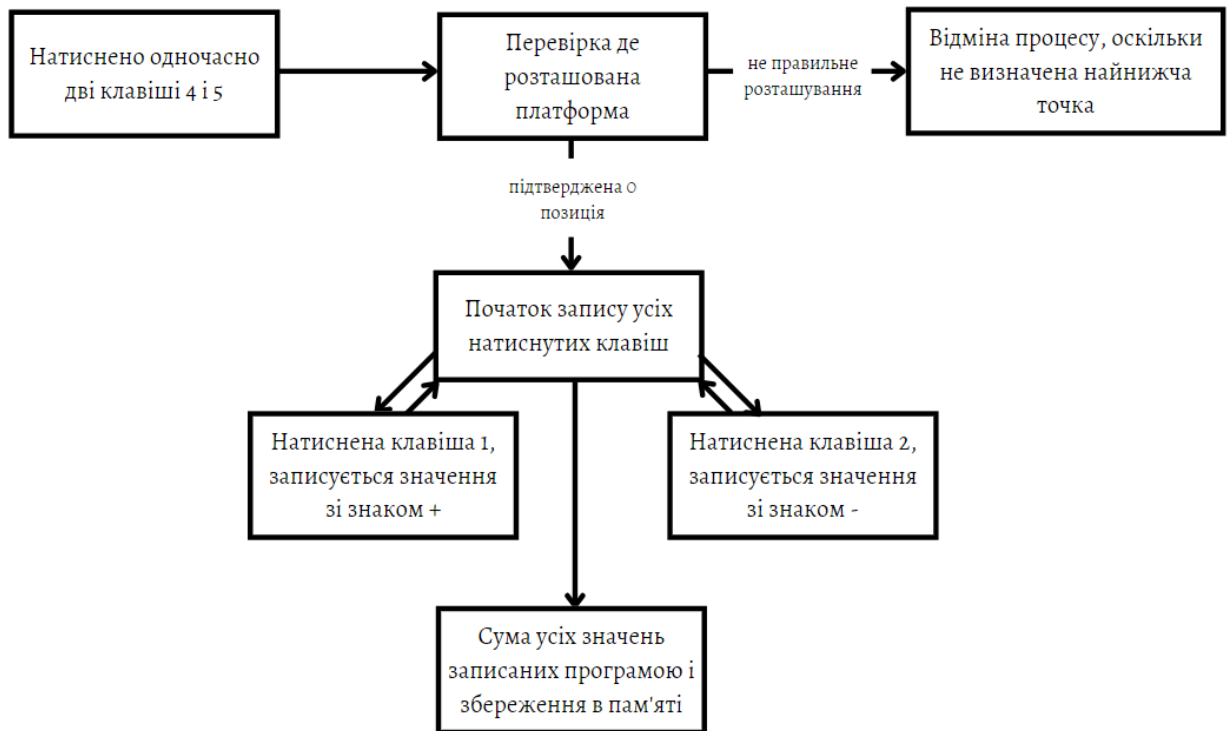 Натиснено одночасно
дві клавіші 4 і 5
Перевірка де
розташована
платформа
не правильне
розташування
Відміна процесу, оскільки
не визначена найнижча
точка
підтверджена 0
позиція
Початок запису усіх
натиснутих клавіш
Натиснена клавіша 1,
записується значення
зі знаком +
Натиснена клавіша 2,
записується значення
зі знаком -
Сума усіх значень
записаних програмою і
збереження в пам'яті